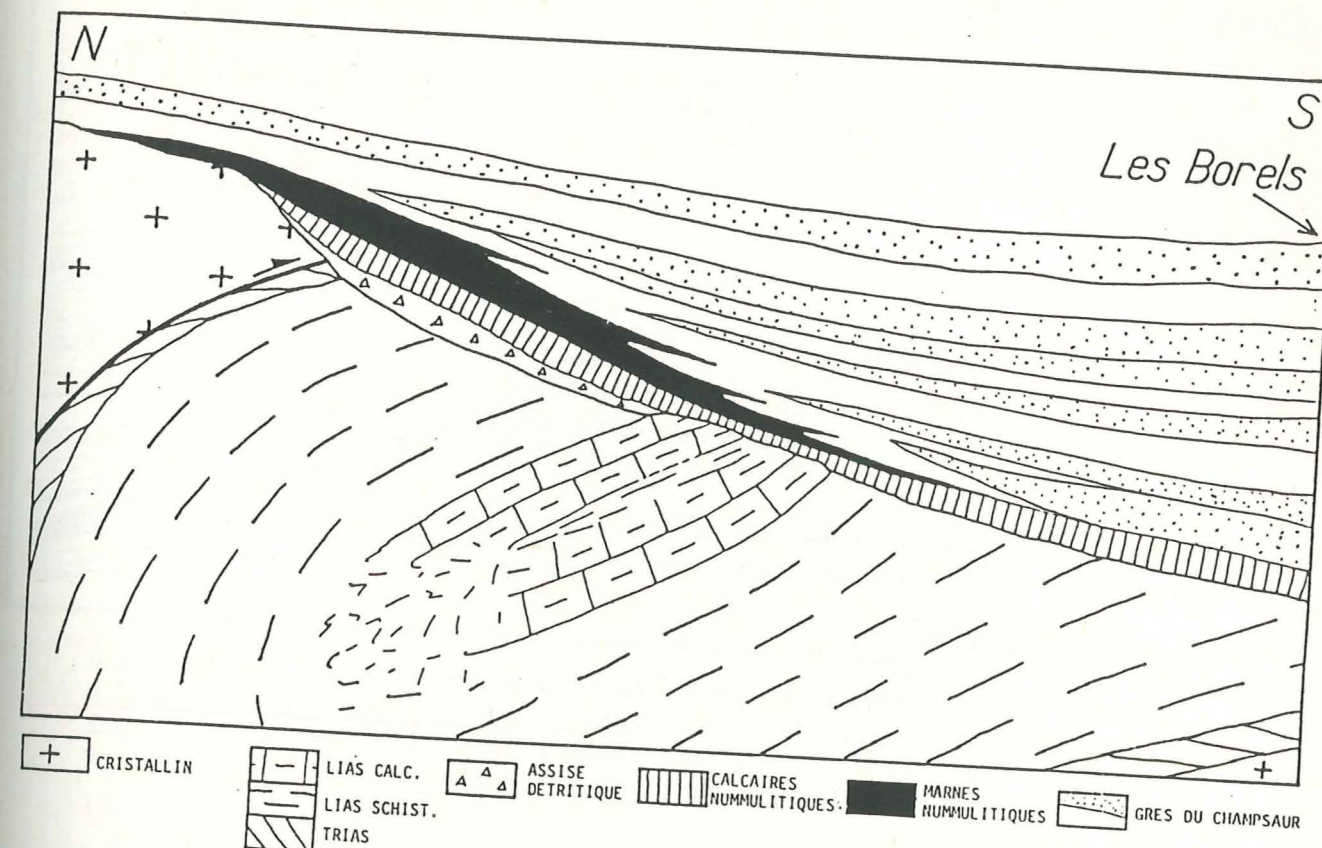 N
S
Les Borels
CRISTALLIN
LIAS CALC.
LIAS SCHIST.
TRIAS
ASSISE
DETRITIQUE
CALCAIRES
NUMMULITIQUES
MARNES
NUMMULITIQUES
GRES DU CHAMPSAUR